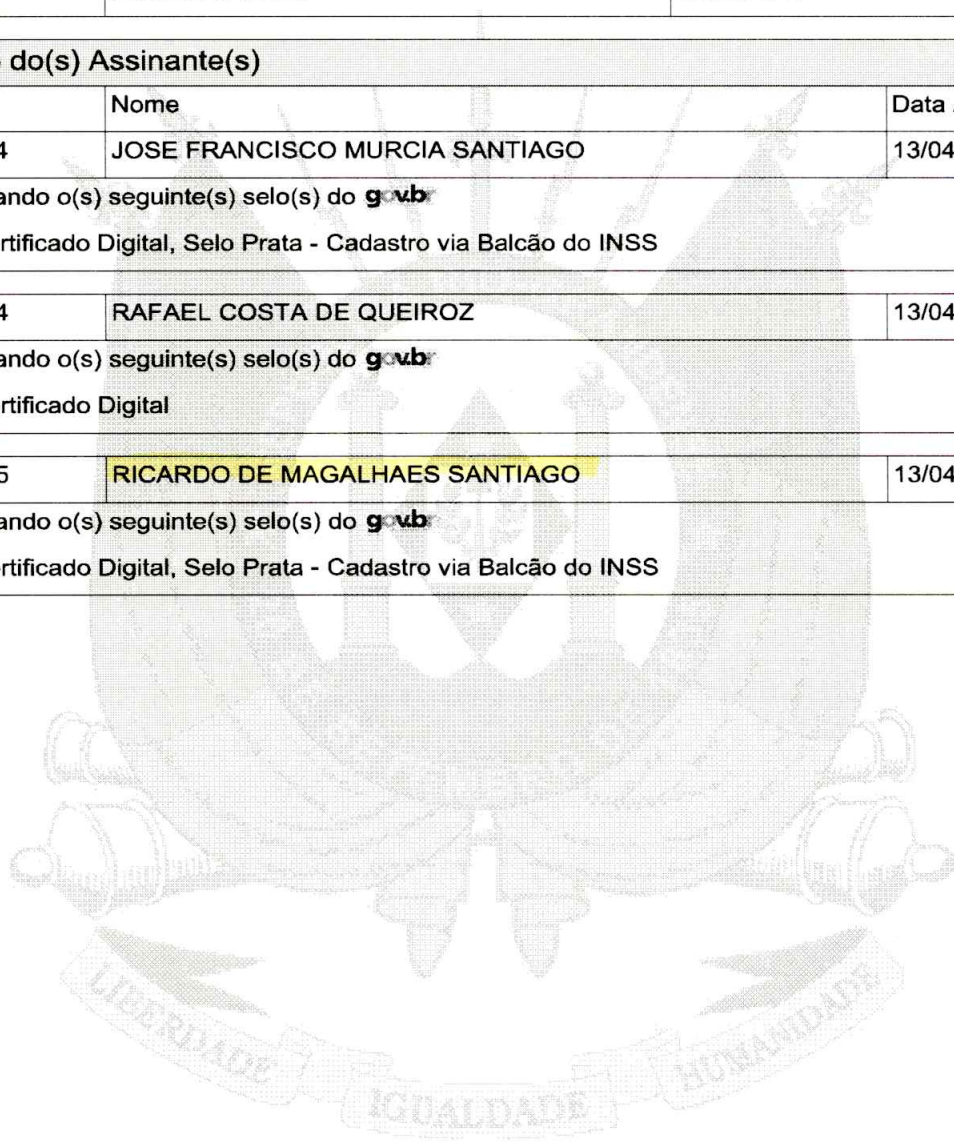 do(s) Assinante(s)
Nome Data
4 JOSE FRANCISCO MURCIA SANTIAGO 13/04
ando o(s) seguinte(s) selo(s) do gov.br
rtificado Digital, Selo Prata - Cadastro via Balcão do INSS
4 RAFAEL COSTA DE QUEIROZ 13/04
ando o(s) seguinte(s) selo(s) do gov.br
rtificado Digital
5 RICARDO DE MAGALHAES SANTIAGO 13/04
ando o(s) seguinte(s) selo(s) do gov.br
rtificado Digital, Selo Prata - Cadastro via Balcão do INSS
LIBERDADE IGUALDADE HUMANIDADE